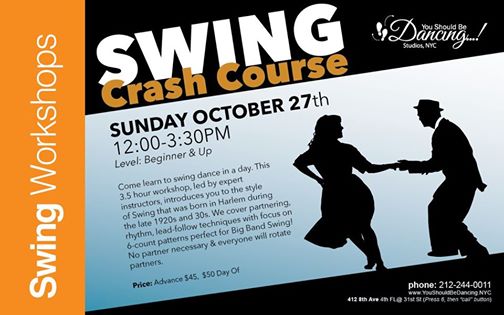 Swing Workshops
SWING
Crash Course
You Should Be
Dancing...!
Studios, NYC
SUNDAY OCTOBER 27th
12:00-3:30PM
Level: Beginner & Up
Come learn to swing dance in a day. This
3.5 hour workshop, led by expert
instructors, introduces you to the style
of Swing that was born in Harlem during
the late 1920s and 30s. We cover partnering,
rhythm, lead-follow techniques with focus on
6-count patterns perfect for Big Band Swing!
No partner necessary & everyone will rotate
partners.
Price: Advance $45, $50 Day Of
phone: 212-244-0011
www.YouShouldBeDancing.NYC
412 8th Ave 4th FL@ 31st St (Press 6, then "call" button)